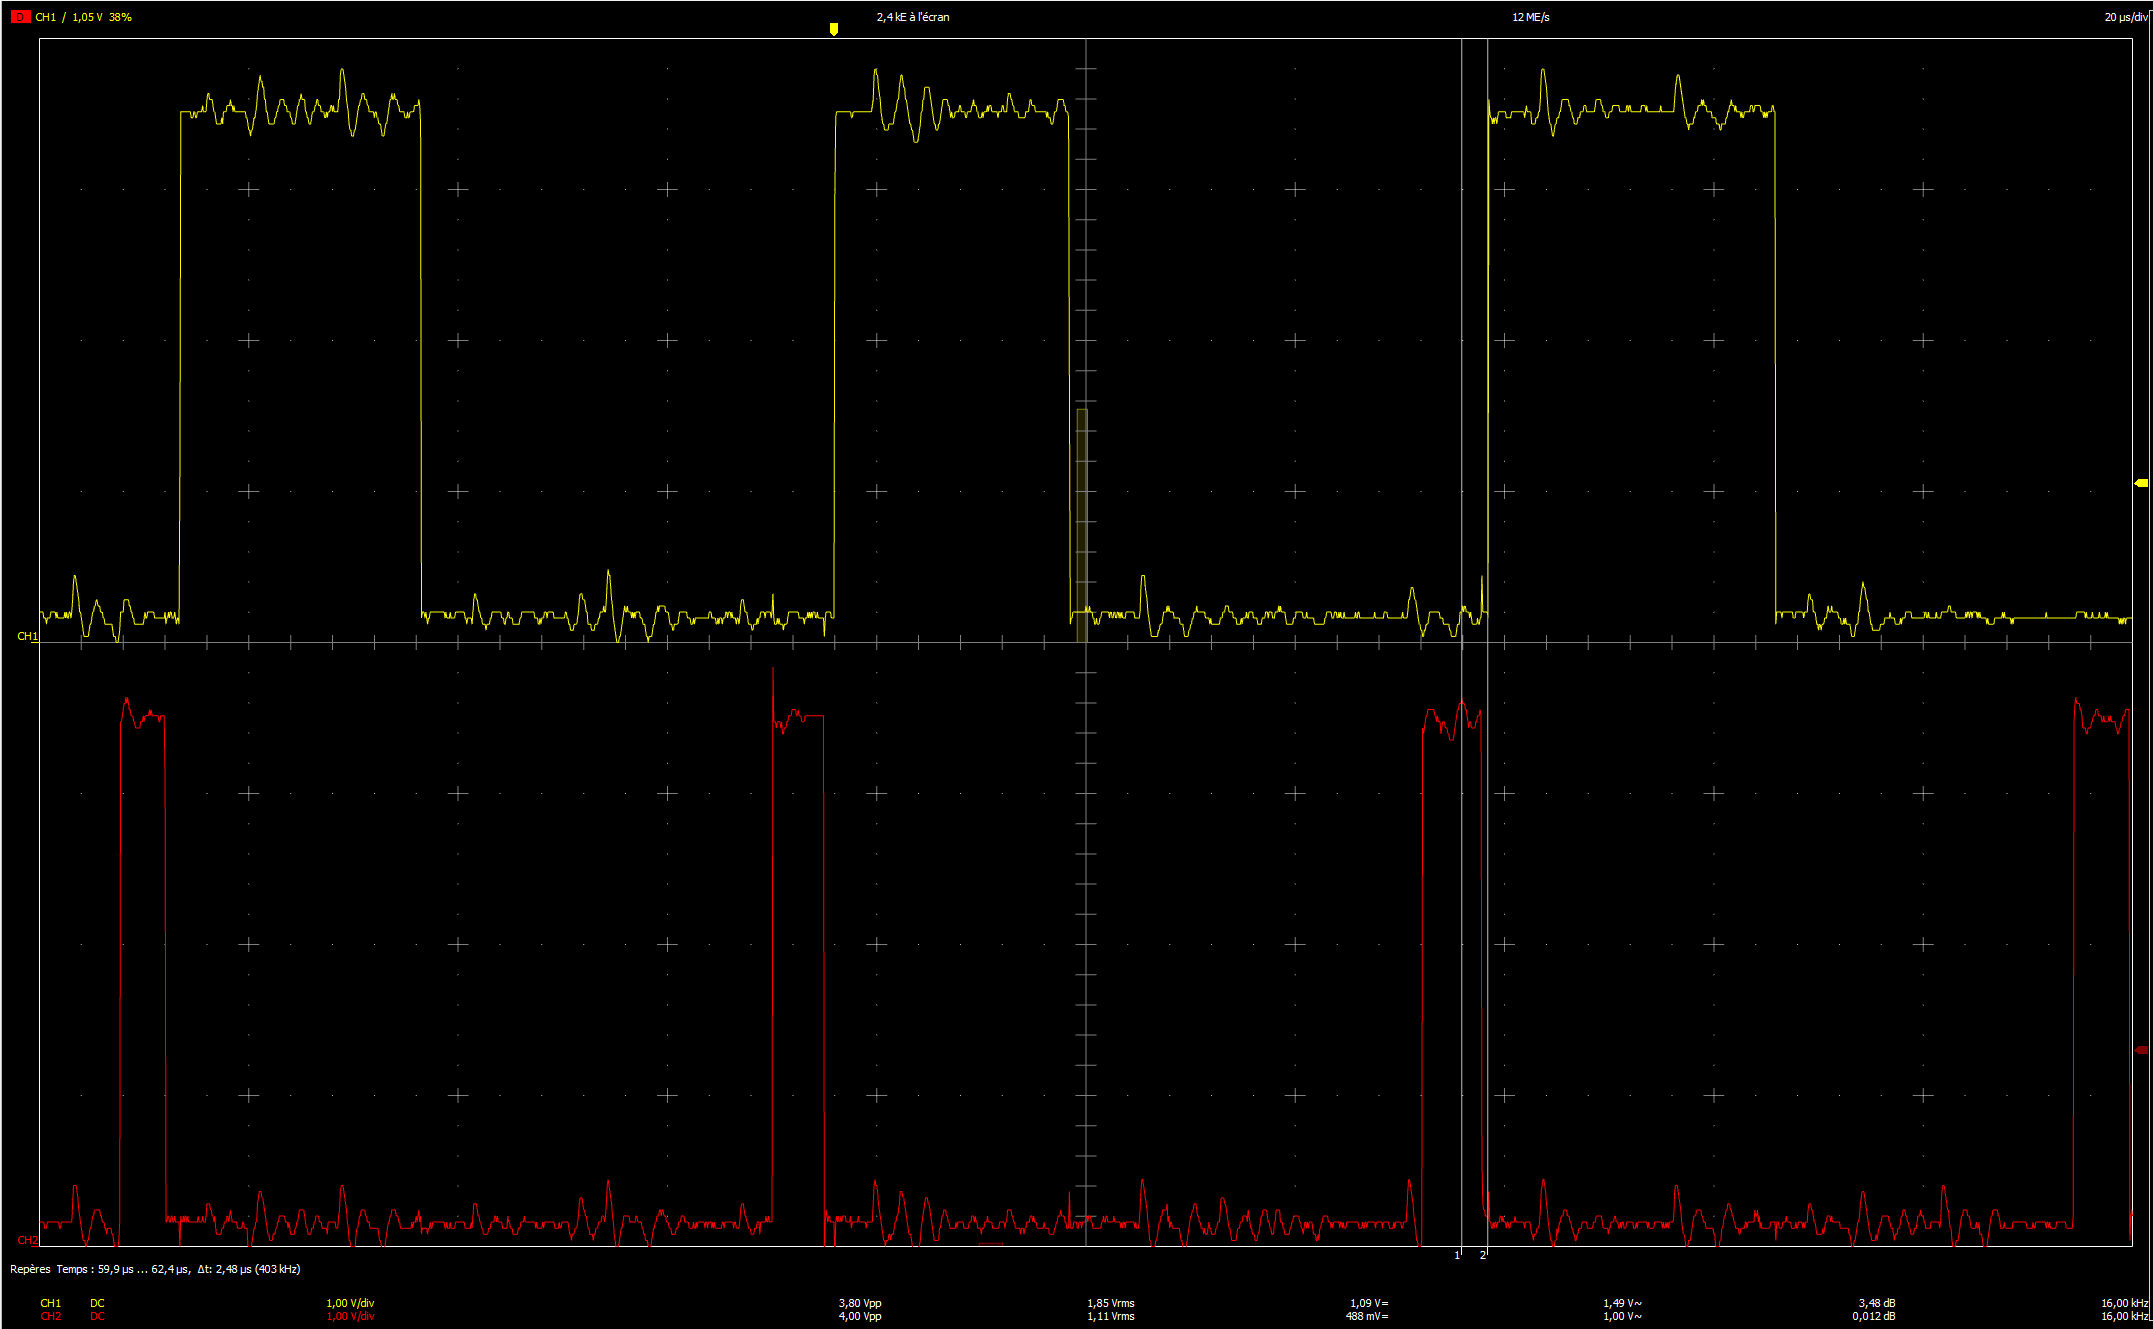 D CH1 / 1,05 V 38% 2,4 kE à l'écran 12 ME/s 20 µs/div
CH1
CH2
1 2
Repères Temps : 59,9 µs ... 62,4 µs, Δt: 2,48 µs (403 kHz)
CH1 DC 1,00 V/div 3,80 Vpp 1,85 Vrms 1,09 V= 1,49 V~ 3,48 dB 16,00 kHz
CH2 DC 1,00 V/div 4,00 Vpp 1,11 Vrms 488 mV= 1,00 V~ 0,012 dB 16,00 kHz